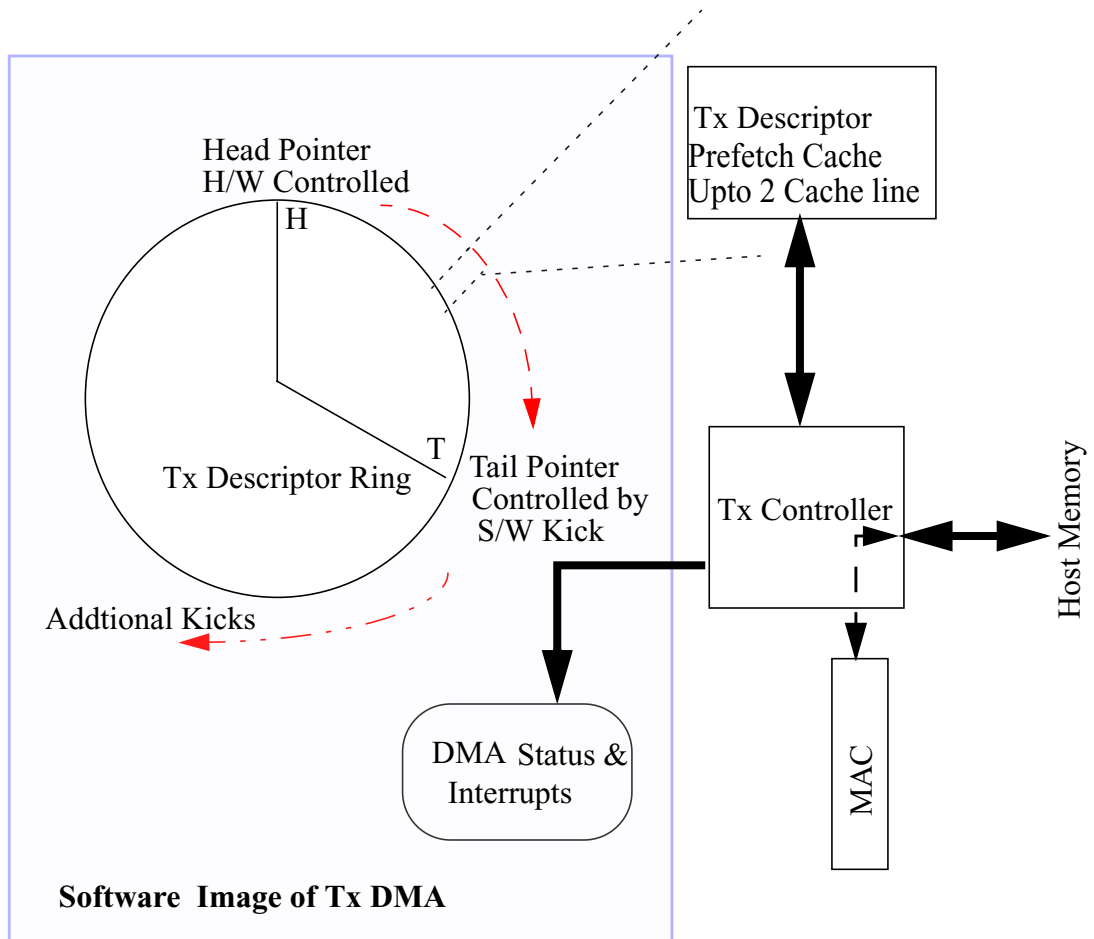 Head Pointer
H/W Controlled
H
Tx Descriptor
Prefetch Cache
Upto 2 Cache line
T
Tx Descriptor Ring
Tail Pointer
Controlled by
S/W Kick
Tx Controller
Host Memory
Addtional Kicks
DMA Status &
Interrupts
MAC
Software Image of Tx DMA